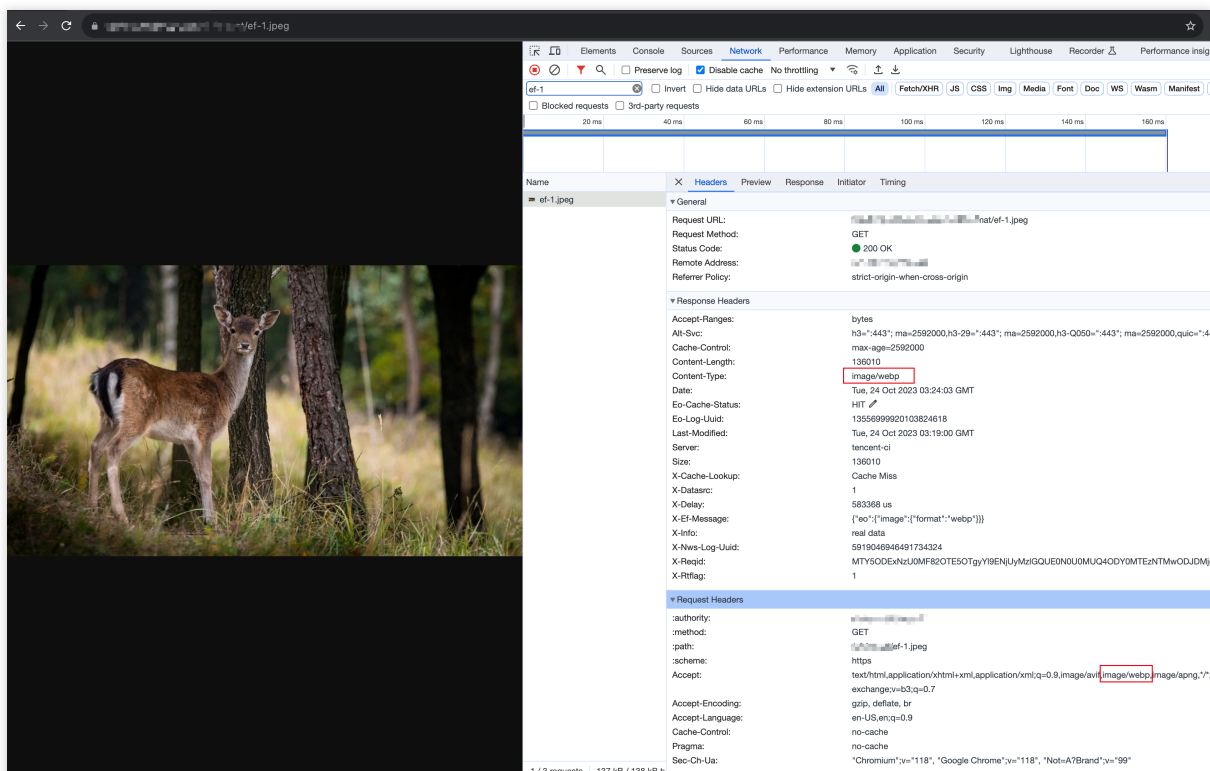 /ef-1.jpeg
Elements Console Sources Network Performance Memory Application Security Lighthouse Recorder Performance insig
Preserve log Disable cache No throttling
ef-1 Invert Hide data URLs Hide extension URLs All Fetch/XHR JS CSS Img Media Font Doc WS Wasm Manifest
Blocked requests 3rd-party requests
20 ms 40 ms 60 ms 80 ms 100 ms 120 ms 140 ms 160 ms
Name Headers Preview Response Initiator Timing
ef-1.jpeg
General
Request URL: nat/ef-1.jpeg
Request Method: GET
Status Code: 200 OK
Remote Address:
Referrer Policy: strict-origin-when-cross-origin
Response Headers
Accept-Ranges: bytes
Alt-Svc: h3=":443"; ma=2592000,h3-29=":443"; ma=2592000,h3-Q050=":443"; ma=2592000,quic=":4
Cache-Control: max-age=2592000
Content-Length: 136010
Content-Type: image/webp
Date: Tue, 24 Oct 2023 03:24:03 GMT
Eo-Cache-Status: HIT
Eo-Log-Uuid: 13556999920103824618
Last-Modified: Tue, 24 Oct 2023 03:19:00 GMT
Server: tencent-ci
Size: 136010
X-Cache-Lookup: Cache Miss
X-Datasrc: 1
X-Delay: 583368 us
X-Ef-Message: {"eo":{"image":{"format":"webp"}}}
X-Info: real data
X-Nws-Log-Uuid: 5919046946491734324
X-Reqid: MTY5ODExNzU0MF82OTE5OTgyYl9ENjUyMzlGQUE0N0U0MUQ4ODY0MTEzNTMwODJDMj
X-Rtflag: 1
Request Headers
:authority:
:method: GET
:path: ef-1.jpeg
:scheme: https
Accept: text/html,application/xhtml+xml,application/xml;q=0.9,image/avif,image/webp,image/apng,*/*
exchange;v=b3;q=0.7
Accept-Encoding: gzip, deflate, br
Accept-Language: en-US,en;q=0.9
Cache-Control: no-cache
Pragma: no-cache
Sec-Ch-Ua: "Chromium";v="118", "Google Chrome";v="118", "Not=A?Brand";v="99"